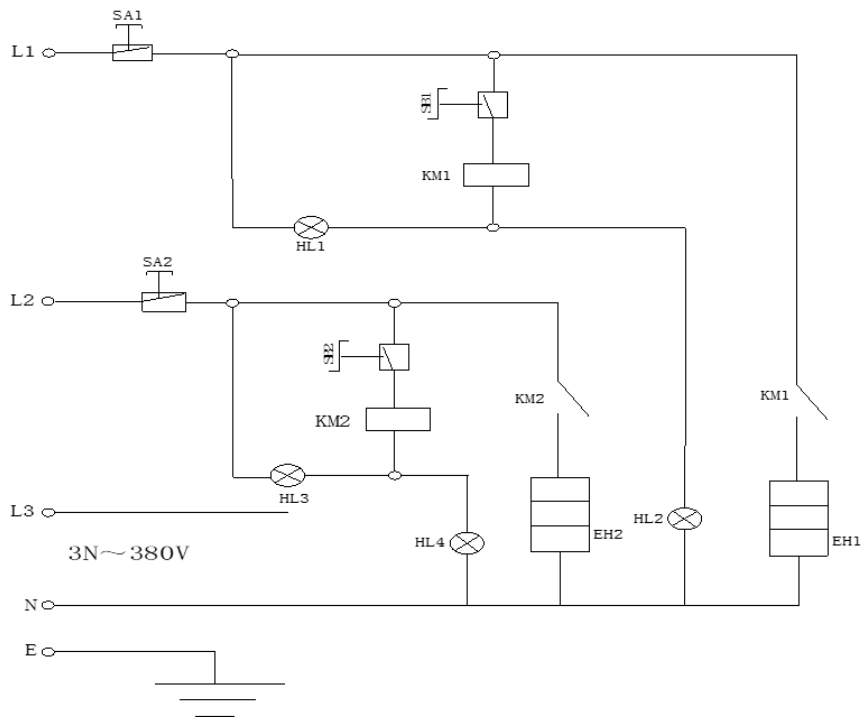 SA1
L1
SB1
KM1
HL1
SA2
L2
SB2
KM2
KM2
KM1
HL3
L3
HL4
EH2
HL2
EH1
3N～380V
N
E